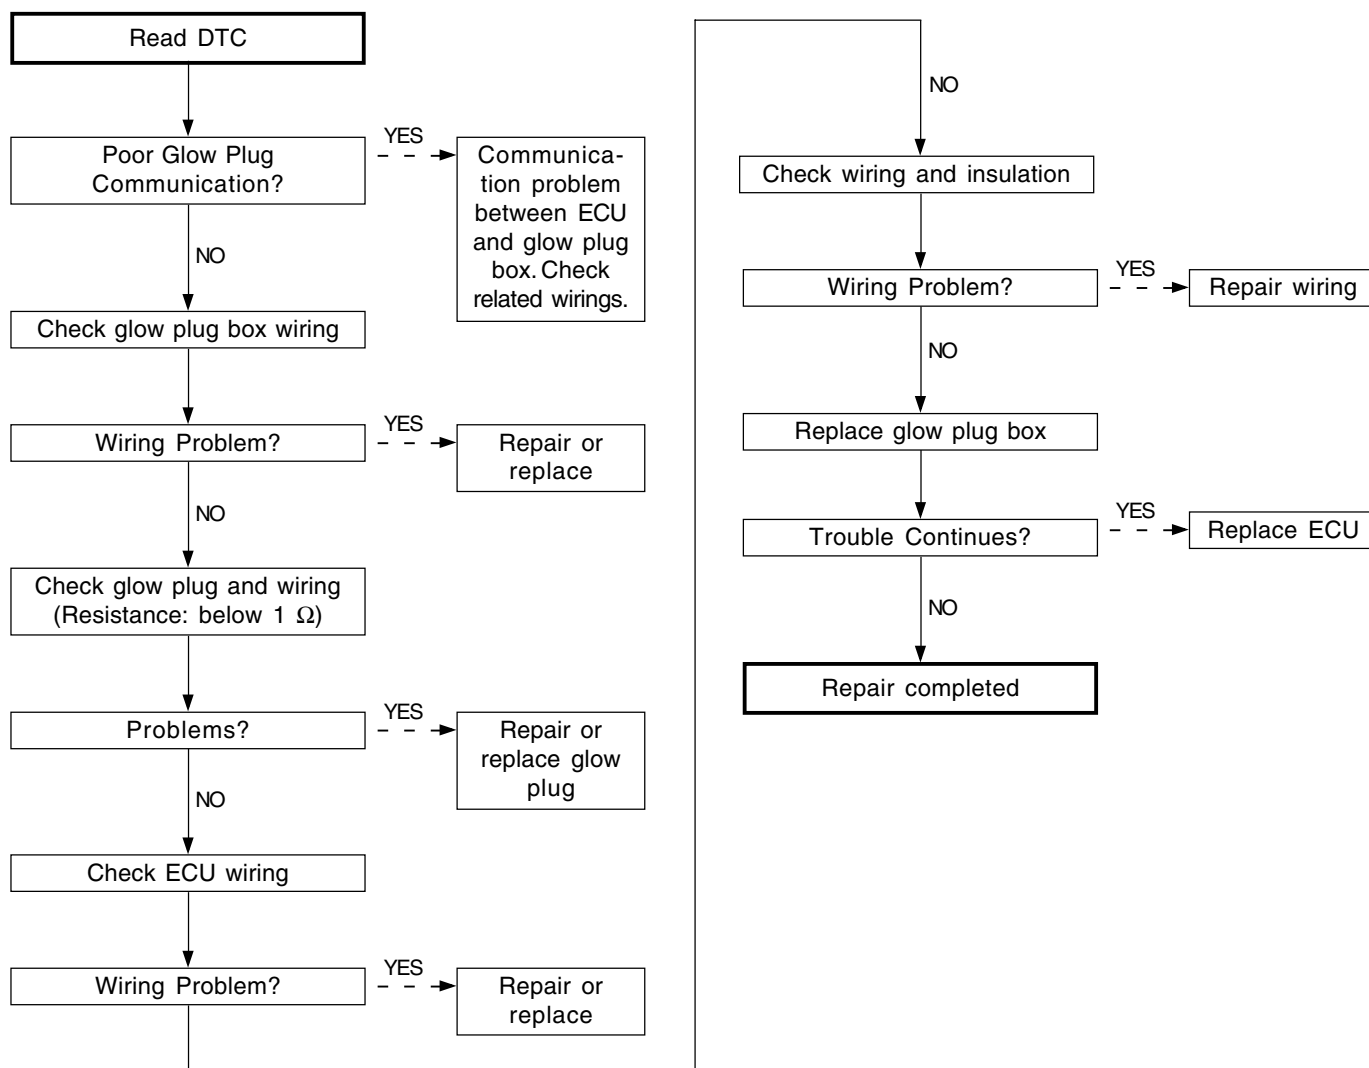 Read DTC
Poor Glow Plug
Communication?
YES
Communica-
tion problem
between ECU
and glow plug
box. Check
related wirings.
NO
Check glow plug box wiring
Wiring Problem?
YES
Repair or
replace
NO
Check glow plug and wiring
(Resistance: below 1 Ω)
Problems?
YES
Repair or
replace glow
plug
NO
Check ECU wiring
Wiring Problem?
YES
Repair or
replace
NO
Check wiring and insulation
Wiring Problem?
YES
Repair wiring
NO
Replace glow plug box
Trouble Continues?
YES
Replace ECU
NO
Repair completed